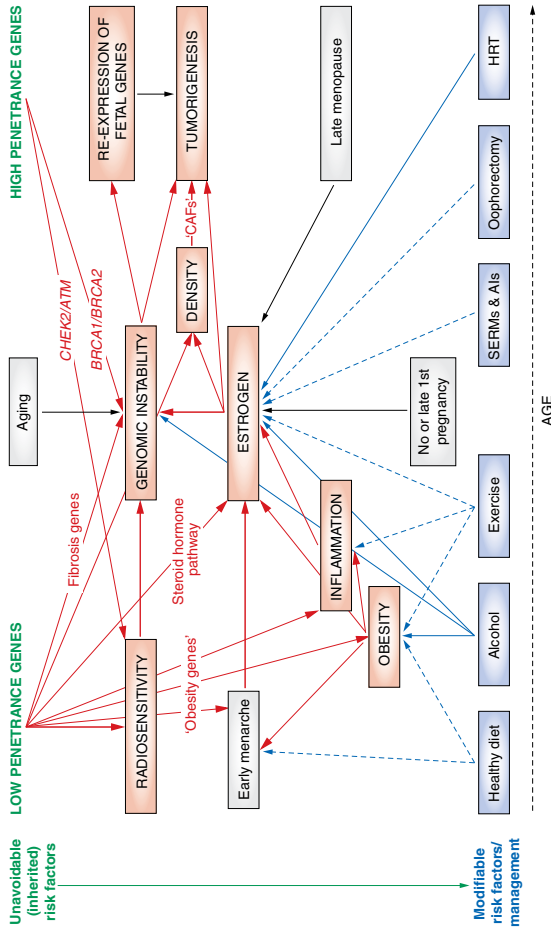 Unavoidable
(inherited)
risk factors
LOW PENETRANCE GENES
HIGH PENETRANCE GENES
Aging
Fibrosis genes
CHEK2/ATM
BRCA1/BRCA2
RE-EXPRESSION OF
FETAL GENES
RADIOSENSITIVITY
GENOMIC INSTABILITY
TUMORIGENESIS
'Obesity genes'
Steroid hormone
pathway
DENSITY
'CAFs'
Early menarche
ESTROGEN
Late menopause
INFLAMMATION
OBESITY
No or late 1st
pregnancy
Modifiable
risk factors/
management
Healthy diet
Alcohol
Exercise
SERMs & AIs
Oophorectomy
HRT
AGE